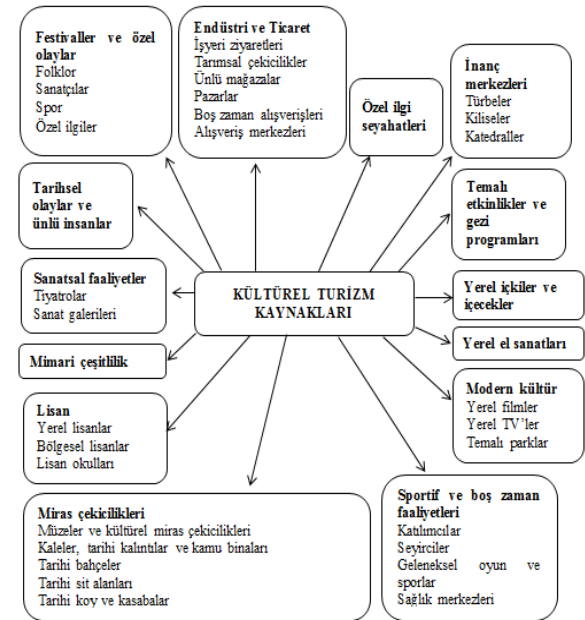 Festivaller ve özel
olaylar
Folklor
Sanatçılar
Spor
Özel ilgiler
Endüstri ve Ticaret
İşyeri ziyaretleri
Tarımsal çekicilikler
Ünlü mağazalar
Pazarlar
Boş zaman alışverişleri
Alışveriş merkezleri
Özel ilgi
seyahatleri
İnanç
merkezleri
Türbeler
Kiliseler
Katedraller
Tarihsel
olaylar ve
ünlü insanlar
Temalı
etkinlikler ve
gezi
programları
Sanatsal faaliyetler
Tiyatrolar
Sanat galerileri
KÜLTÜREL TURİZM
KAYNAKLARI
Yerel içkiler ve
içecekler
Yerel el sanatları
Mimari çeşitlilik
Modern kültür
Yerel filmler
Yerel TV'ler
Temalı parklar
Lisan
Yerel lisanlar
Bölgesel lisanlar
Lisan okulları
Miras çekicilikleri
Müzeler ve kültürel miras çekicilikleri
Kaleler, tarihi kalıntılar ve kamu binaları
Tarihi bahçeler
Tarihi sit alanları
Tarihi koy ve kasabalar
Sportif ve boş zaman
faaliyetleri
Katılımcılar
Seyirciler
Geleneksel oyun ve
sporlar
Sağlık merkezleri